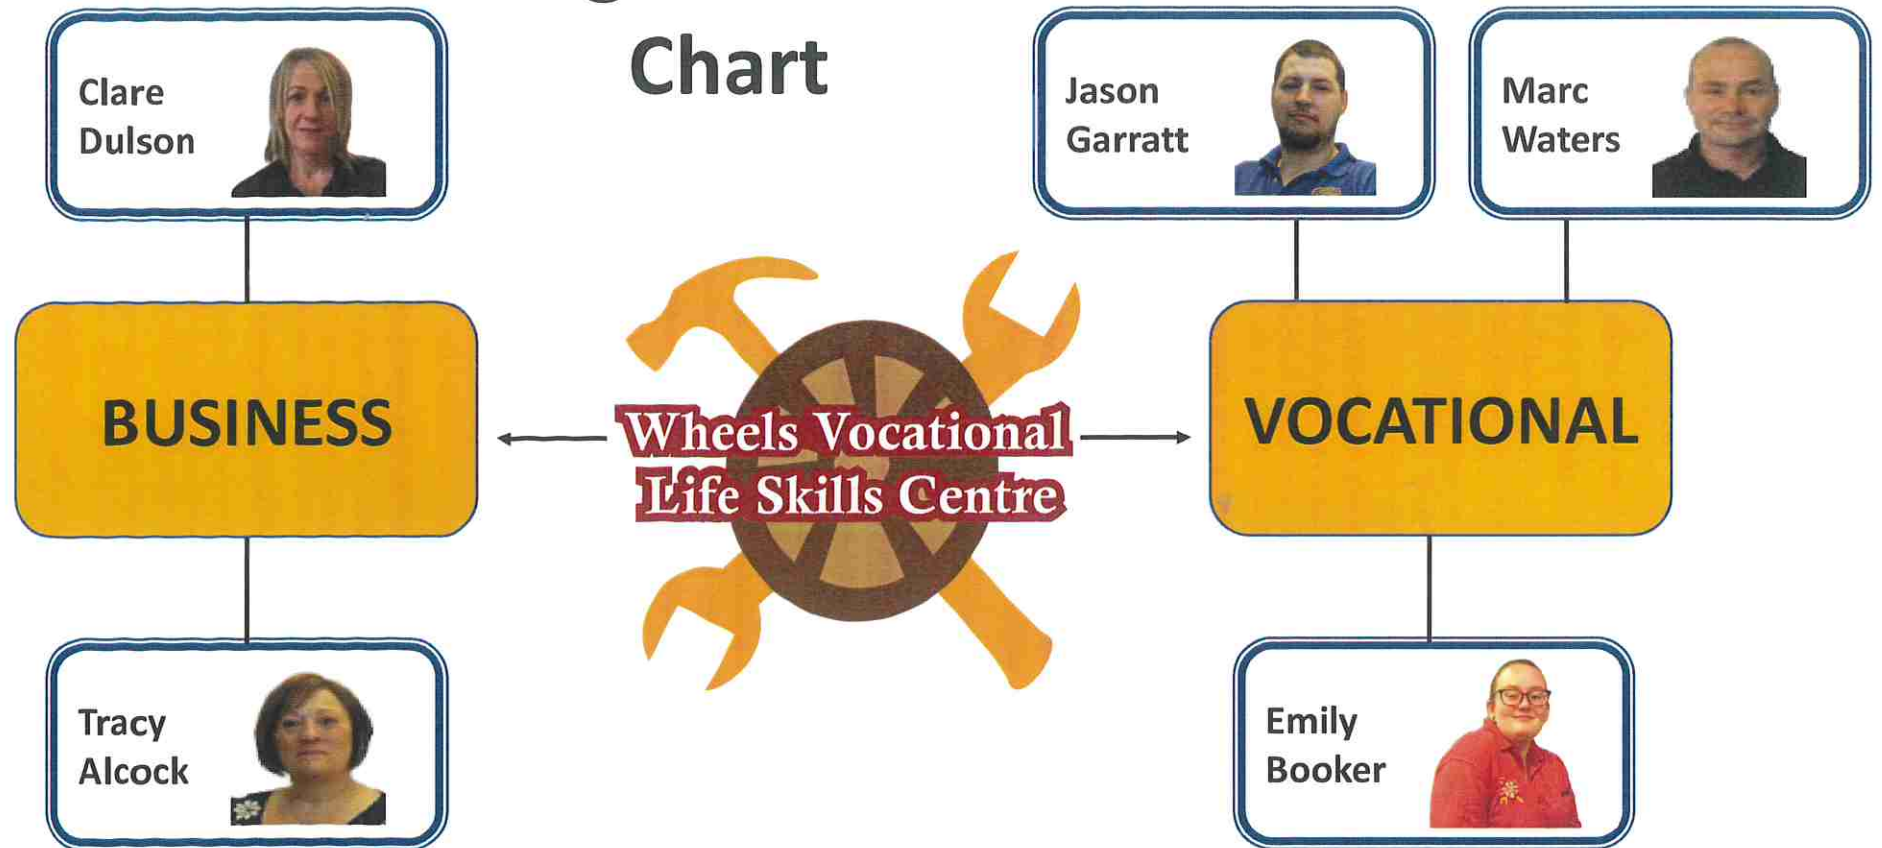 Chart
Clare
Dulson
Jason
Garratt
Marc
Waters
BUSINESS
Wheels Vocational
Life Skills Centre
VOCATIONAL
Tracy
Alcock
Emily
Booker